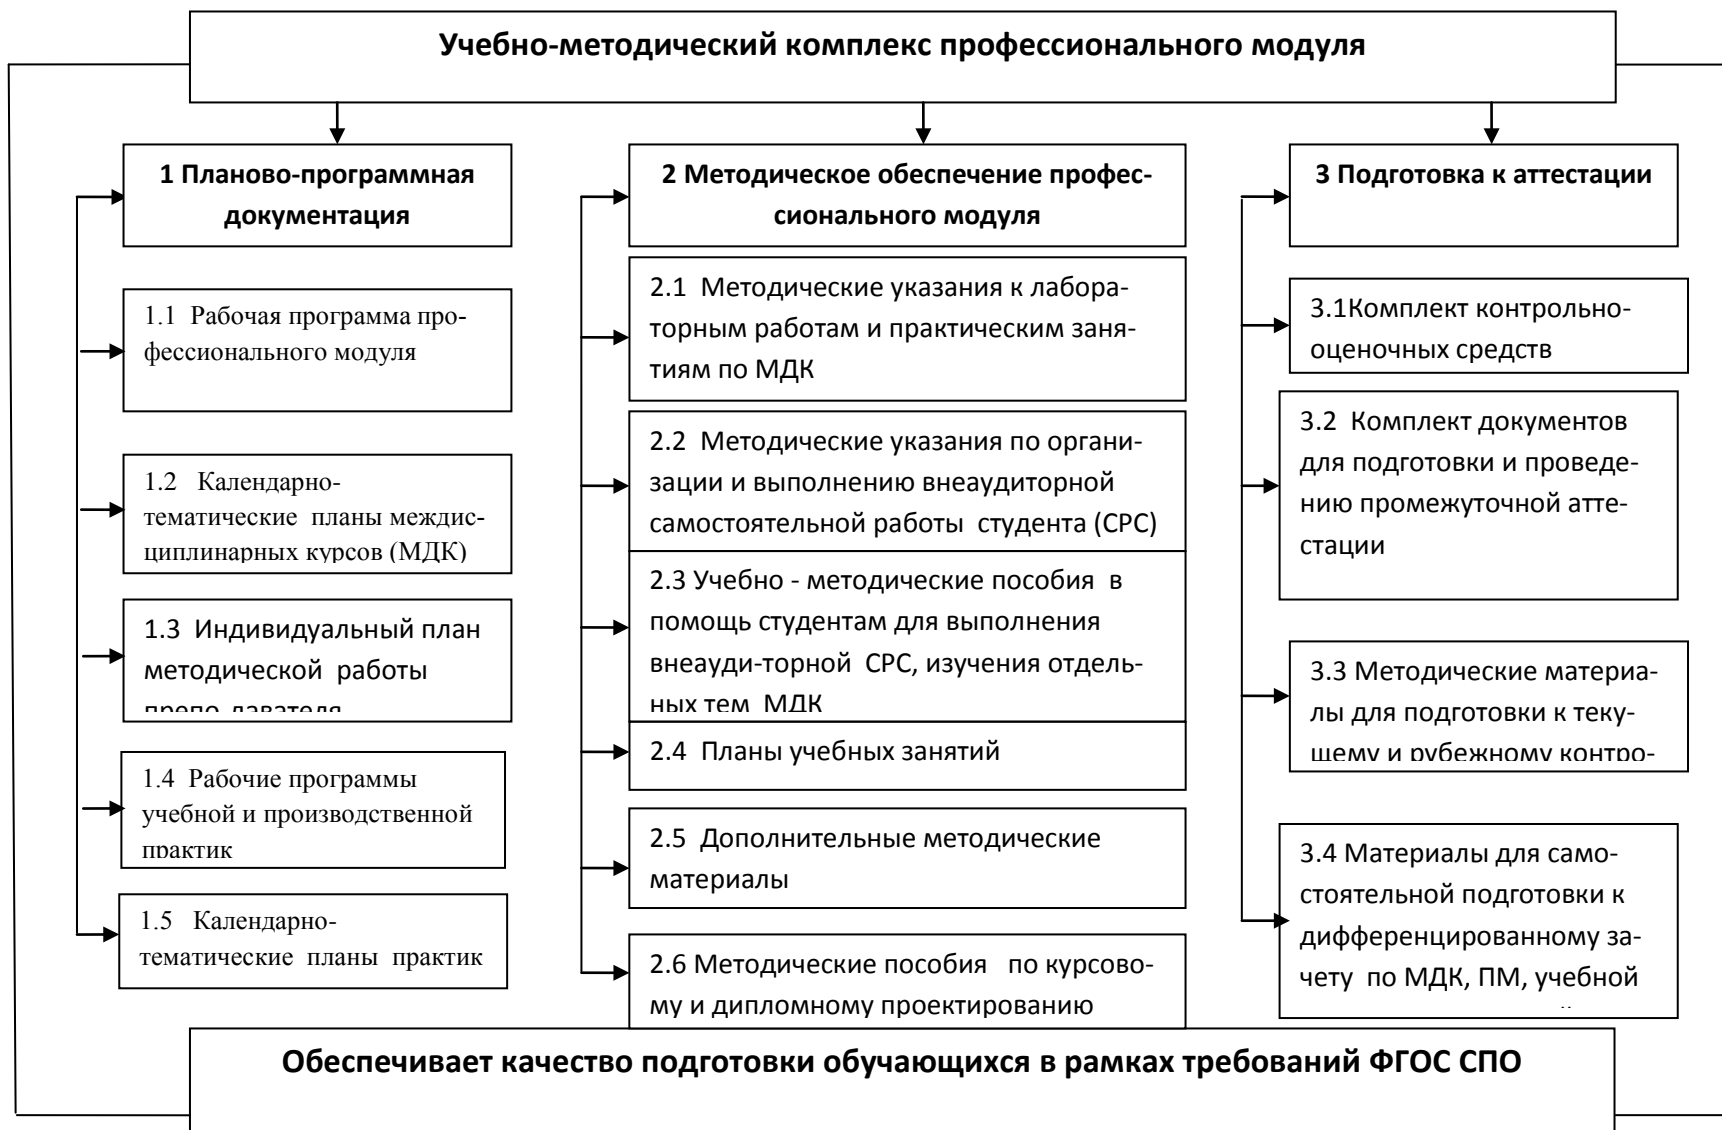 Учебно-методический комплекс профессионального модуля
1 Планово-программная
документация
1.1 Рабочая программа про-
фессионального модуля
1.2 Календарно-
тематические планы междис-
циплинарных курсов (МДК)
1.3 Индивидуальный план
методической работы
препо-давателя
1.4 Рабочие программы
учебной и производственной
практик
1.5 Календарно-
тематические планы практик
2 Методическое обеспечение профес-
сионального модуля
2.1 Методические указания к лабора-
торным работам и практическим заня-
тиям по МДК
2.2 Методические указания по органи-
зации и выполнению внеаудиторной
самостоятельной работы студента (СРС)
2.3 Учебно - методические пособия в
помощь студентам для выполнения
внеауди-торной СРС, изучения отдель-
ных тем МДК
2.4 Планы учебных занятий
2.5 Дополнительные методические
материалы
2.6 Методические пособия по курсово-
му и дипломному проектированию
3 Подготовка к аттестации
3.1Комплект контрольно-
оценочных средств
3.2 Комплект документов
для подготовки и проведе-
нию промежуточной атте-
стации
3.3 Методические материа-
лы для подготовки к теку-
щему и рубежному контро-
3.4 Материалы для само-
стоятельной подготовки к
дифференцированному за-
чету по МДК, ПМ, учебной
Обеспечивает качество подготовки обучающихся в рамках требований ФГОС СПО